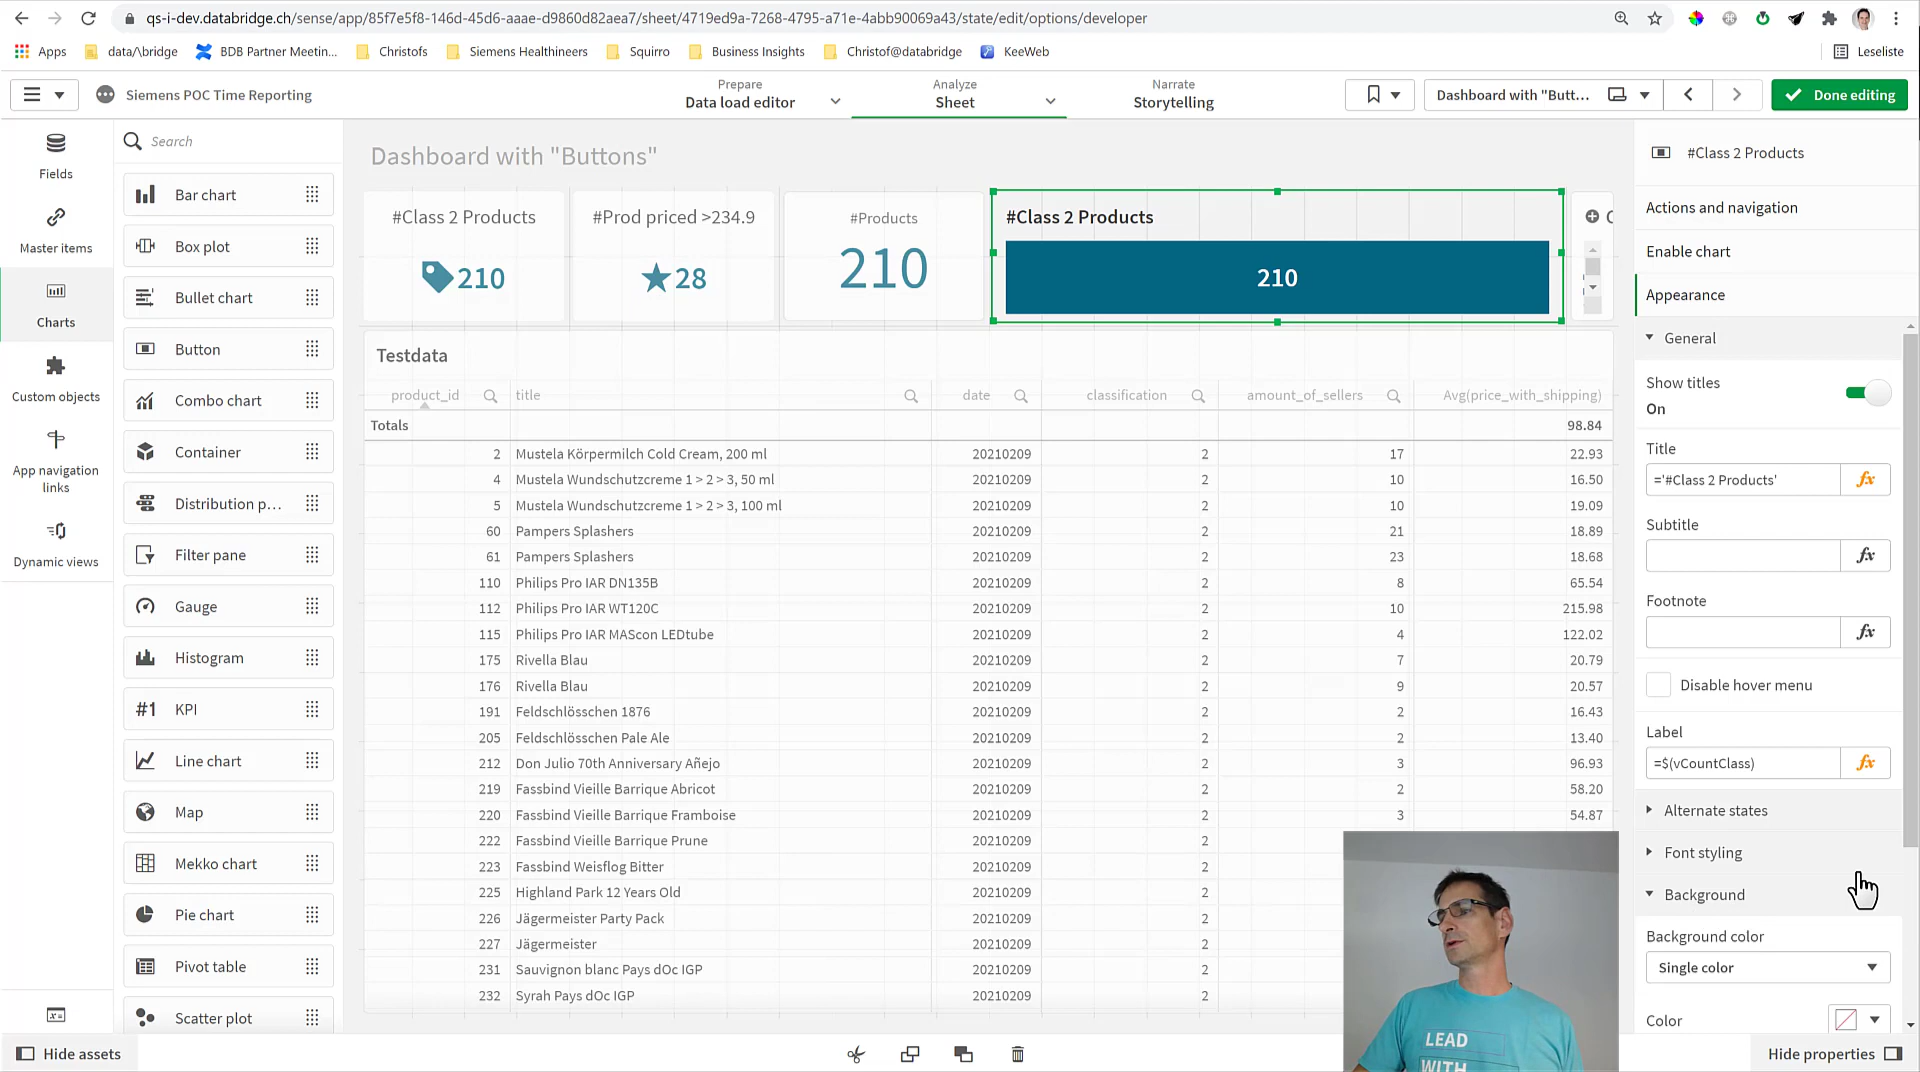 qs-i-dev.databridge.ch/sense/app/85f7e5f8-146d-45d6-aaae-d9860d82aea7/sheet/4719ed9a-7268-4795-a71e-4abb90069a43/state/edit/options/developer
Apps data/\bridge BDB Partner Meetin... Christofs Siemens Healthineers Squirro Business Insights Christof@databridge KeeWeb Leseliste
Siemens POC Time Reporting
Prepare
Data load editor
Analyze
Sheet
Narrate
Storytelling
Dashboard with "Butt...
Done editing
Fields
Master items
Charts
Custom objects
App navigation
links
Dynamic views
Hide assets
Search
Bar chart
Box plot
Bullet chart
Button
Combo chart
Container
Distribution p...
Filter pane
Gauge
Histogram
#1 KPI
Line chart
Map
Mekko chart
Pie chart
Pivot table
Scatter plot
Dashboard with "Buttons"
#Class 2 Products
210
#Prod priced >234.9
28
#Products
210
#Class 2 Products
210
Testdata
product_id title date classification amount_of_sellers Avg(price_with_shipping)
Totals 98.84
2 Mustela Körpermilch Cold Cream, 200 ml 20210209 2 17 22.93
4 Mustela Wundschutzcreme 1 > 2 > 3, 50 ml 20210209 2 10 16.50
5 Mustela Wundschutzcreme 1 > 2 > 3, 100 ml 20210209 2 10 19.09
60 Pampers Splashers 20210209 2 21 18.89
61 Pampers Splashers 20210209 2 23 18.68
110 Philips Pro IAR DN135B 20210209 2 8 65.54
112 Philips Pro IAR WT120C 20210209 2 10 215.98
115 Philips Pro IAR MAScon LEDtube 20210209 2 4 122.02
175 Rivella Blau 20210209 2 7 20.79
176 Rivella Blau 20210209 2 9 20.57
191 Feldschlösschen 1876 20210209 2 2 16.43
205 Feldschlösschen Pale Ale 20210209 2 2 13.40
212 Don Julio 70th Anniversary Añejo 20210209 2 3 96.93
219 Fassbind Vieille Barrique Abricot 20210209 2 2 58.20
220 Fassbind Vieille Barrique Framboise 20210209 2 3 54.87
222 Fassbind Vieille Barrique Prune 20210209 2
223 Fassbind Weisflog Bitter 20210209 2
225 Highland Park 12 Years Old 20210209 2
226 Jägermeister Party Pack 20210209 2
227 Jägermeister 20210209 2
231 Sauvignon blanc Pays dOc IGP 20210209 2
232 Syrah Pays dOc IGP 20210209 2
LEAD
WITH
#Class 2 Products
Actions and navigation
Enable chart
Appearance
General
Show titles
On
Title
='#Class 2 Products' fx
Subtitle
fx
Footnote
fx
Disable hover menu
Label
=$(vCountClass) fx
Alternate states
Font styling
Background
Background color
Single color
Color
Hide properties